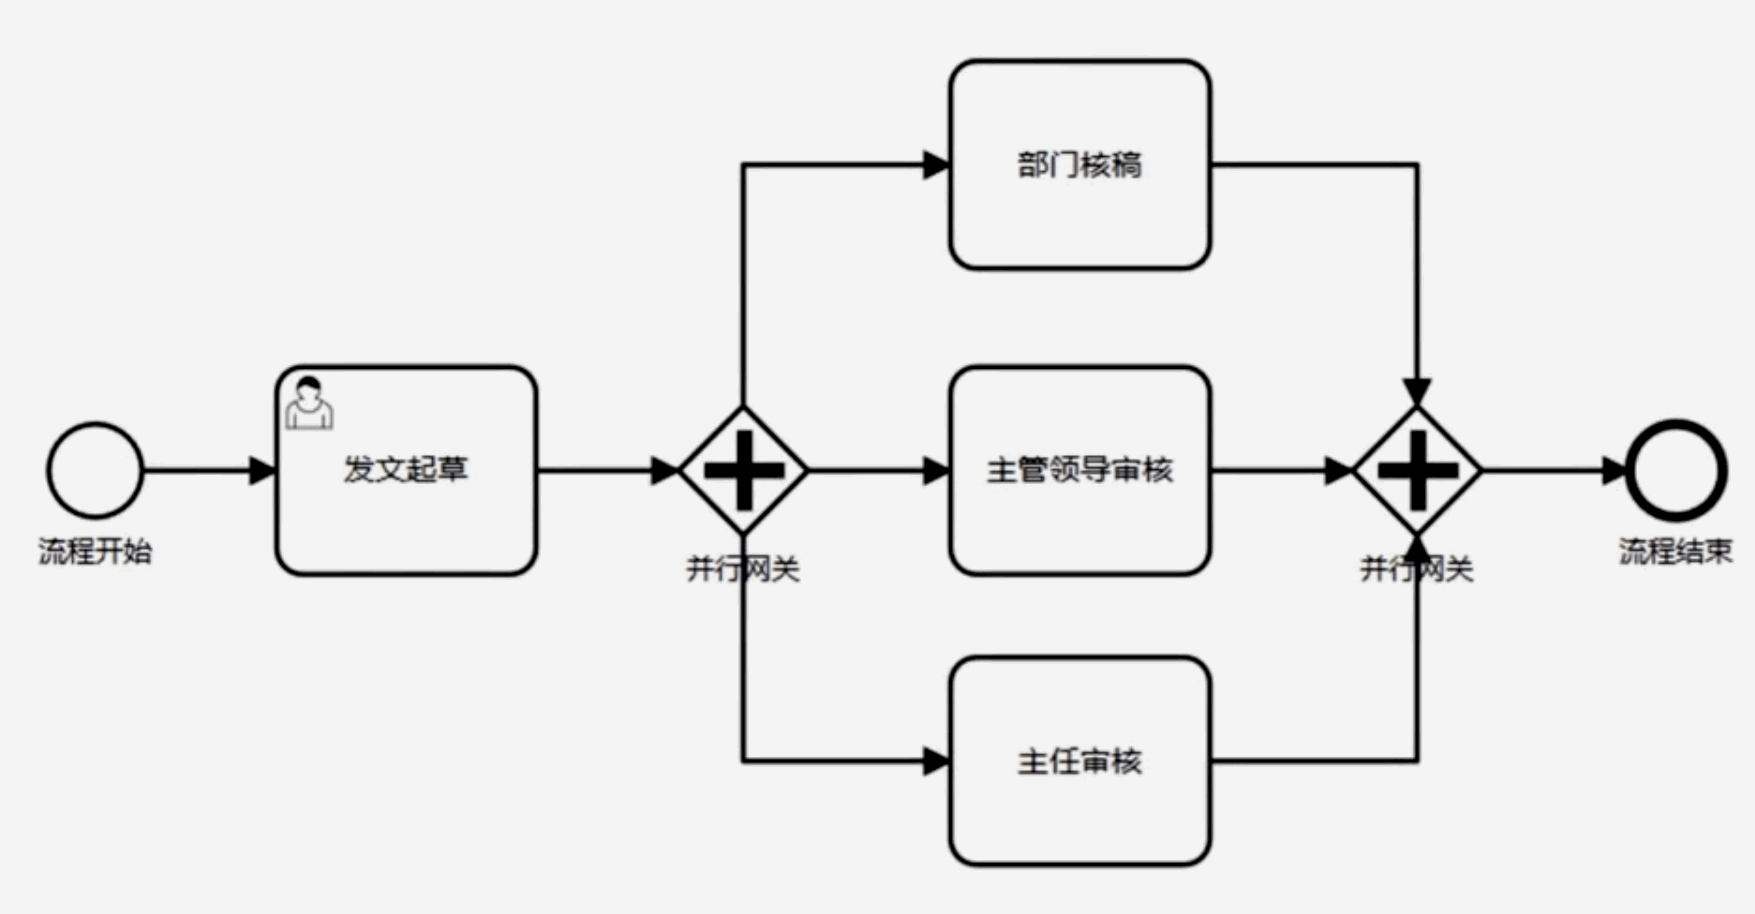 部门核稿
发文起草
主管领导审核
流程开始
并行网关
并行网关
流程结束
主任审核